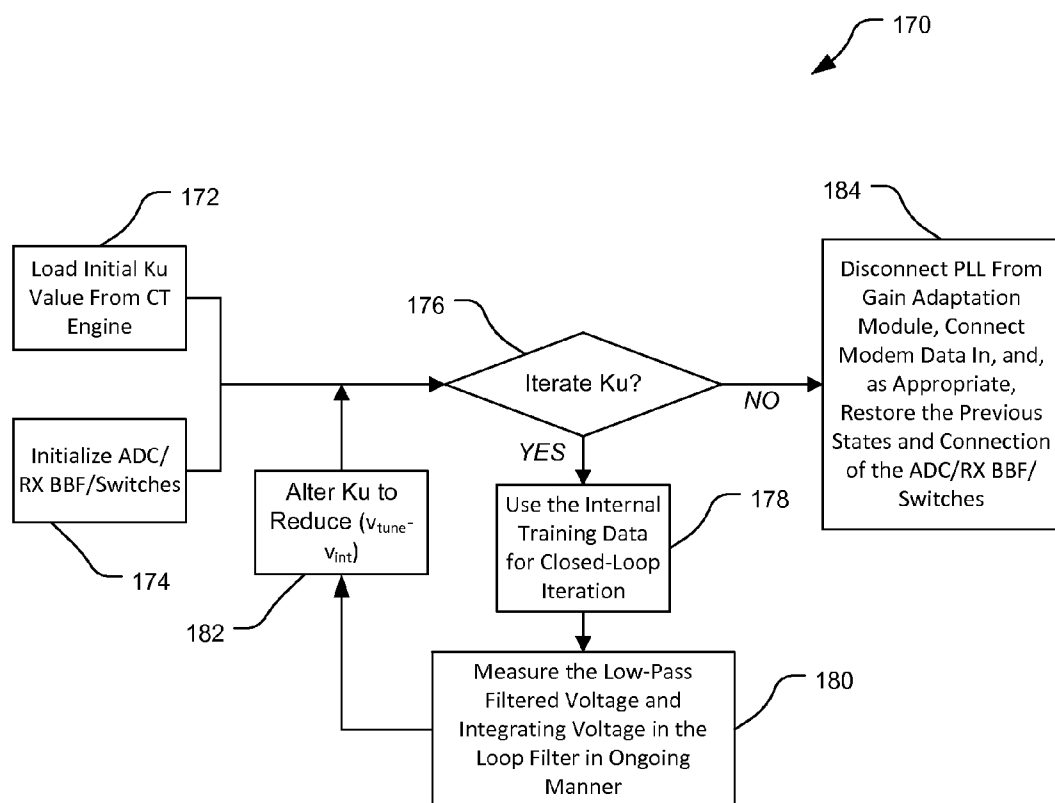 170
172
Load Initial Ku
Value From CT
Engine
Initialize ADC/
RX BBF/Switches
174
176
Iterate Ku?
NO
YES
184
Disconnect PLL From
Gain Adaptation
Module, Connect
Modem Data In, and,
as Appropriate,
Restore the Previous
States and Connection
of the ADC/RX BBF/
Switches
Use the Internal
Training Data
for Closed-Loop
Iteration
178
Measure the Low-Pass
Filtered Voltage and
Integrating Voltage in the
Loop Filter in Ongoing
Manner
180
Alter Ku to
Reduce (vtune-
vint)
182